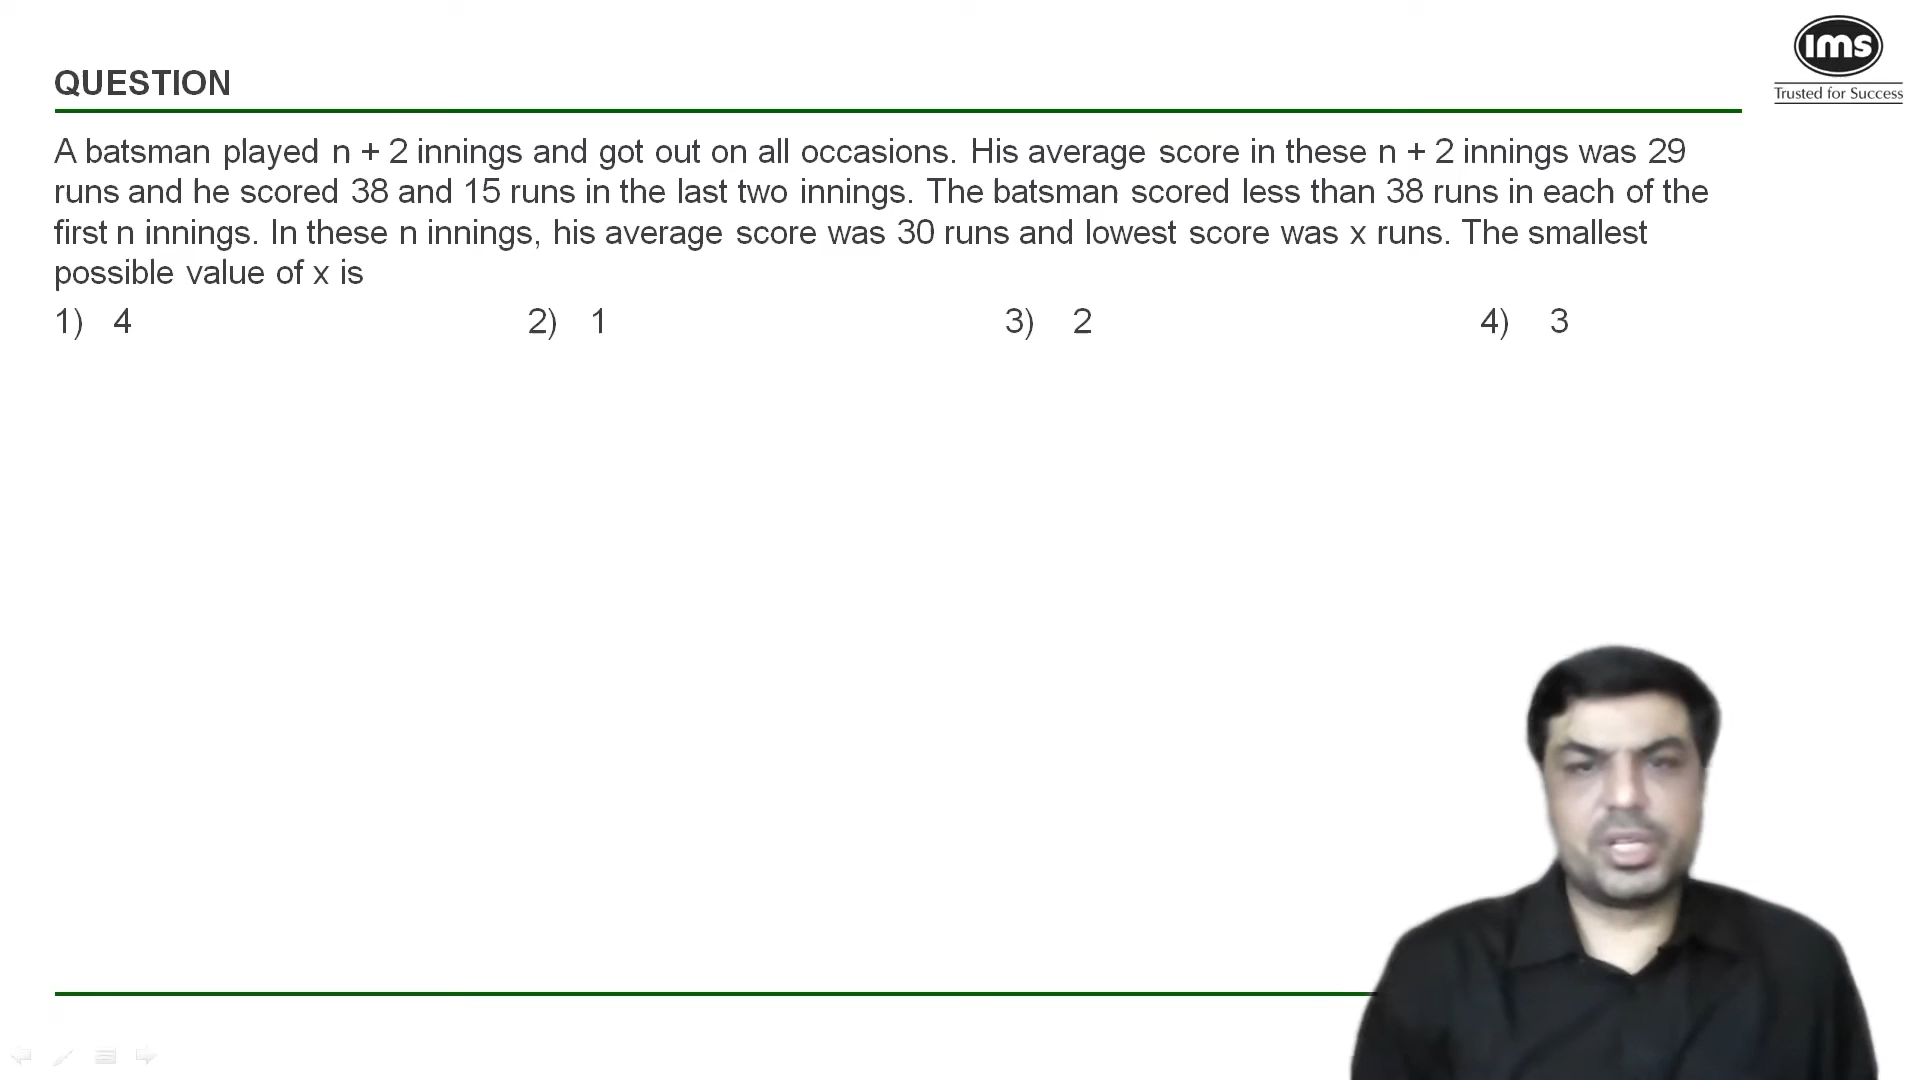 ims
Trusted for Success
QUESTION
A batsman played n + 2 innings and got out on all occasions. His average score in these n + 2 innings was 29
runs and he scored 38 and 15 runs in the last two innings. The batsman scored less than 38 runs in each of the
first n innings. In these n innings, his average score was 30 runs and lowest score was x runs. The smallest
possible value of x is
1) 4 2) 1 3) 2 4) 3